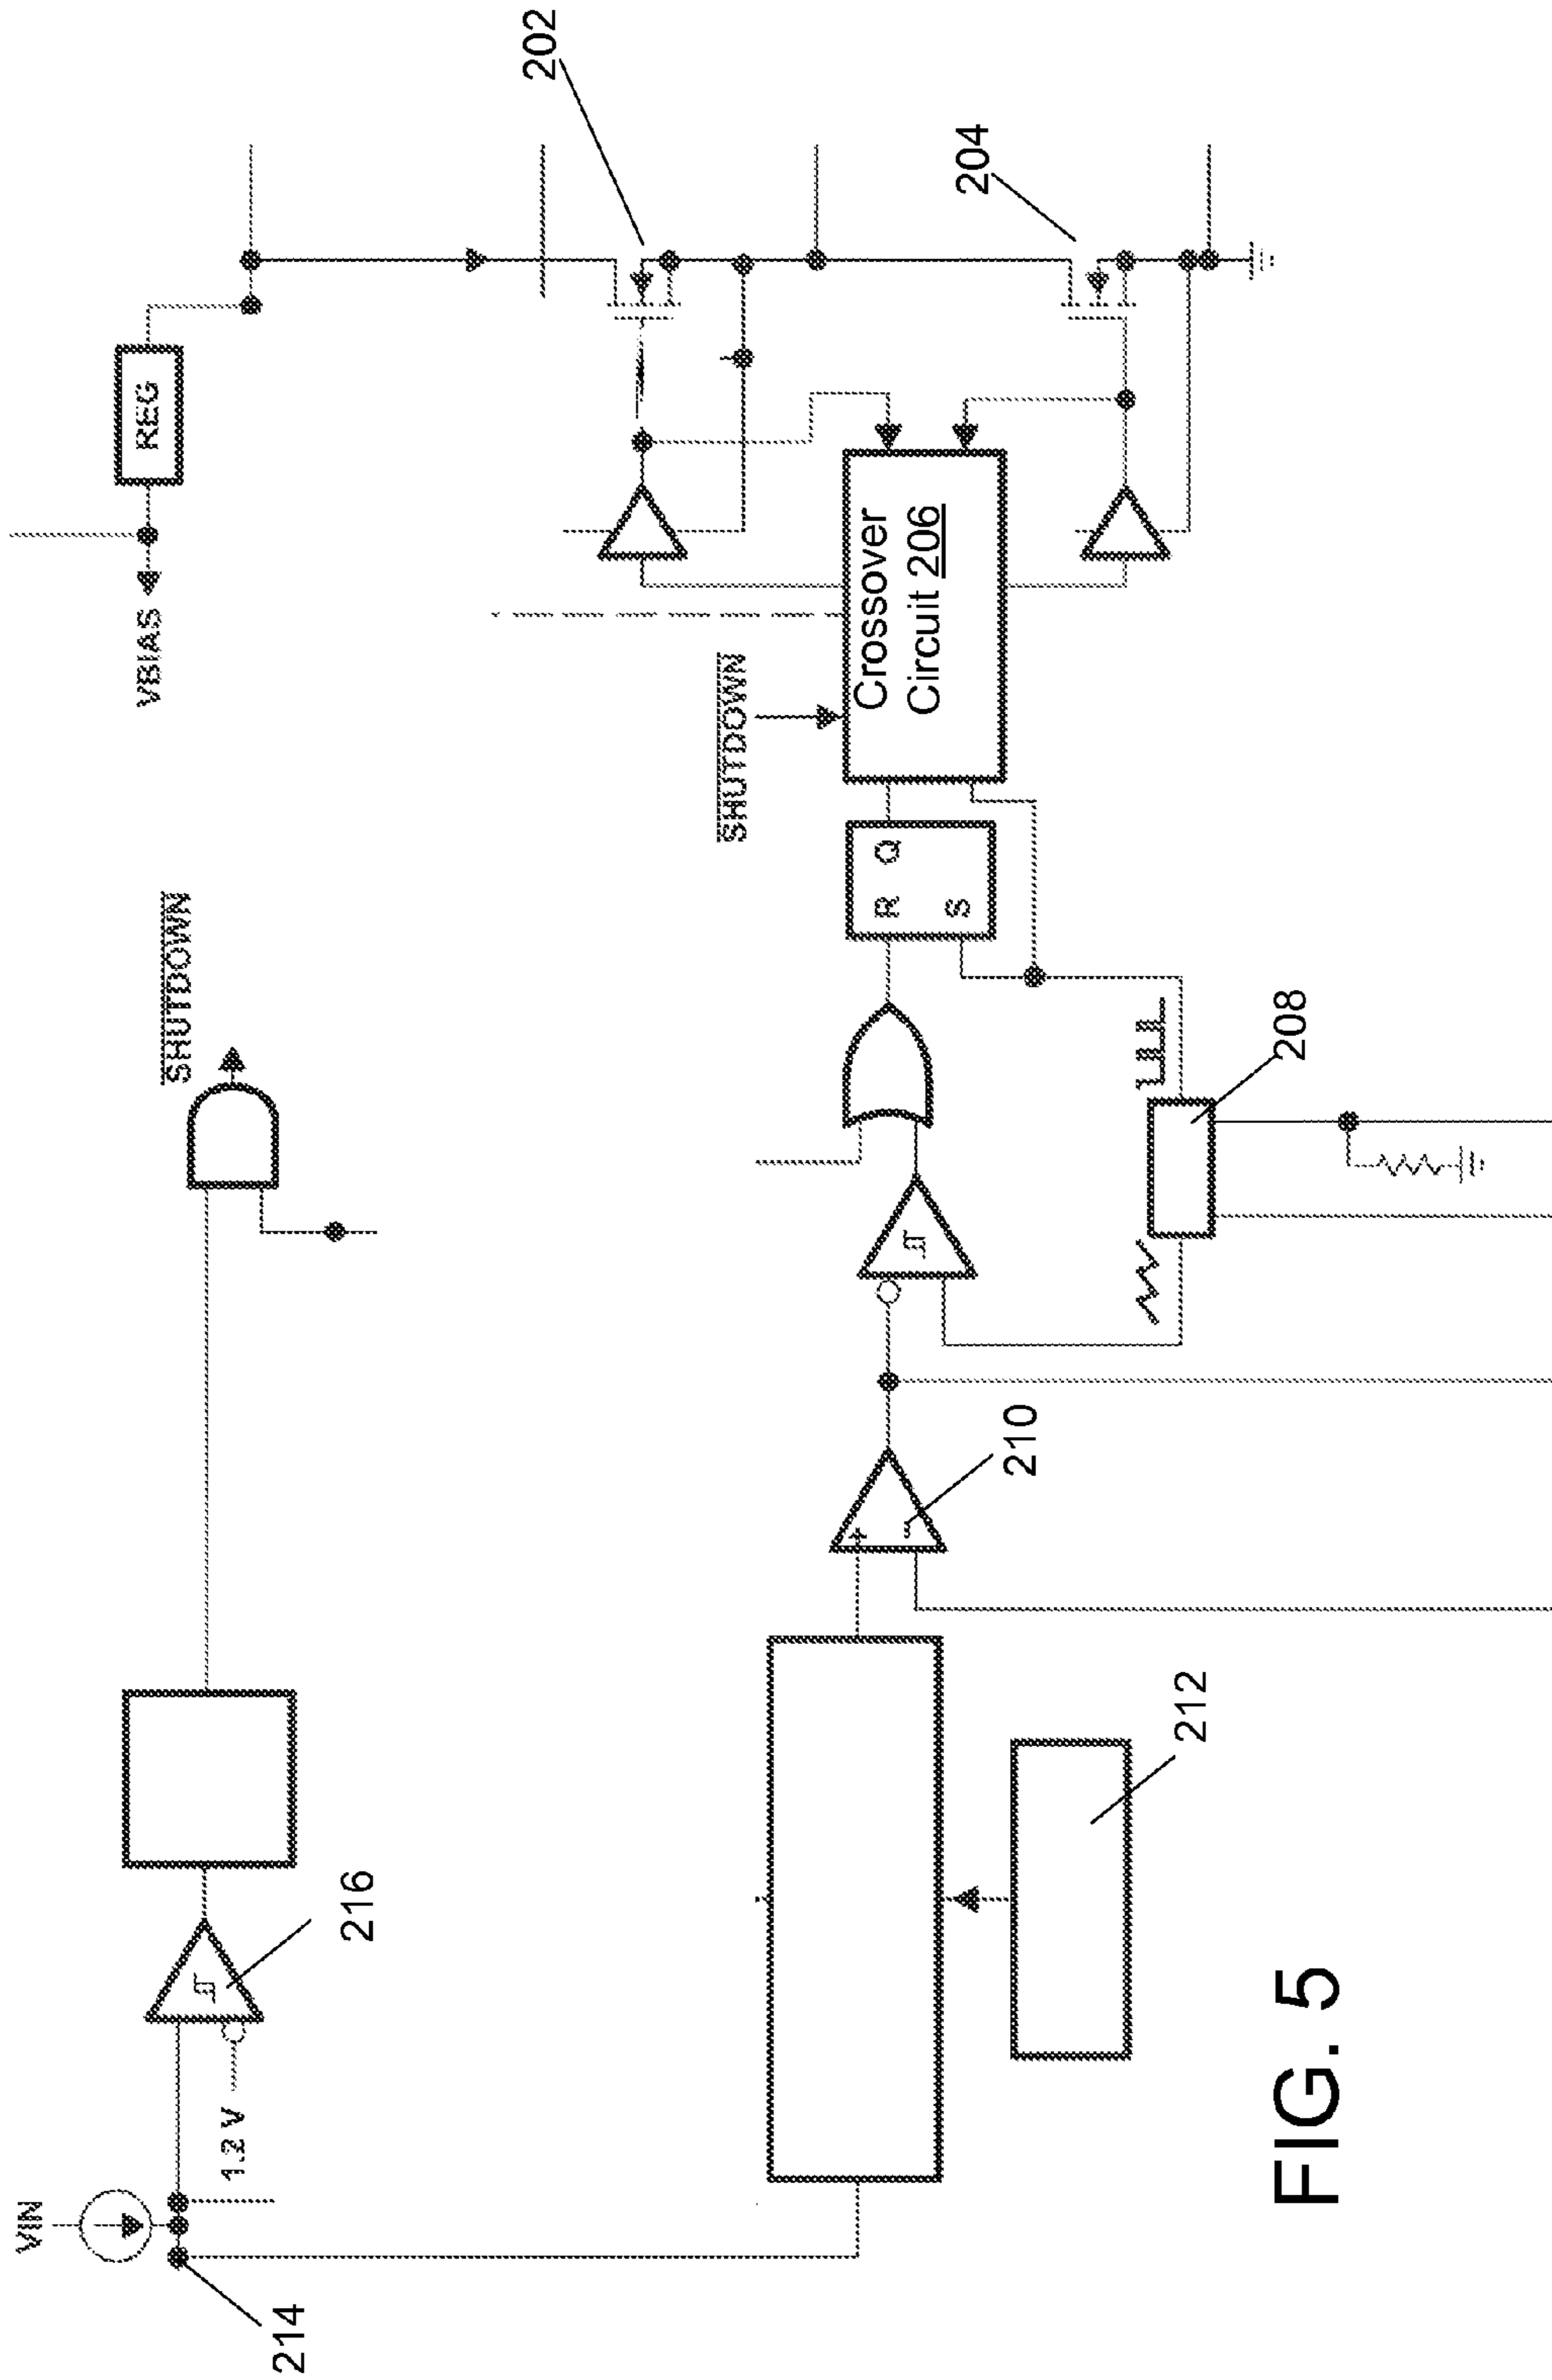 VIN
214
1.2 V
216
SHUTDOWN
VBIAS
REG
202
204
SHUTDOWN
Crossover
Circuit 206
R Q
S
208
+
-
210
212
FIG. 5